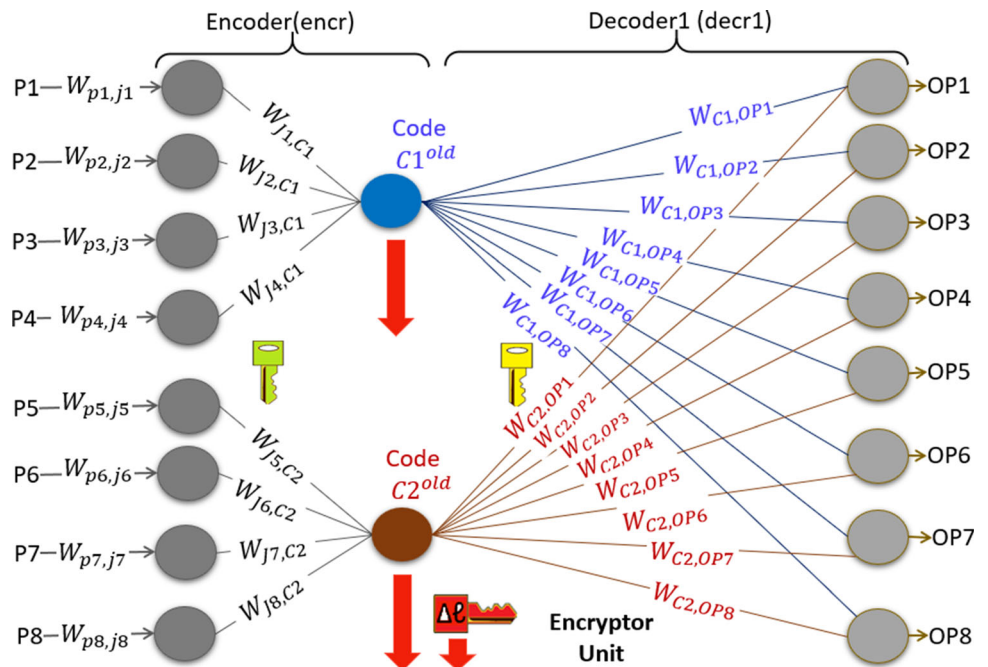 Encoder(encr)
Decoder1 (decr1)
P1 W_{p1,j1}
P2 W_{p2,j2}
P3 W_{p3,j3}
P4 W_{p4,j4}
P5 W_{p5,j5}
P6 W_{p6,j6}
P7 W_{p7,j7}
P8 W_{p8,j8}
W_{J1,C1}
W_{J2,C1}
W_{J3,C1}
W_{J4,C1}
W_{J5,C2}
W_{J6,C2}
W_{J7,C2}
W_{J8,C2}
Code
C1^{old}
Code
C2^{old}
W_{C1,OP1}
W_{C1,OP2}
W_{C1,OP3}
W_{C1,OP4}
W_{C1,OP5}
W_{C1,OP6}
W_{C1,OP7}
W_{C1,OP8}
W_{C2,OP1}
W_{C2,OP2}
W_{C2,OP3}
W_{C2,OP4}
W_{C2,OP5}
W_{C2,OP6}
W_{C2,OP7}
W_{C2,OP8}
OP1
OP2
OP3
OP4
OP5
OP6
OP7
OP8
Δℓ
Encryptor
Unit